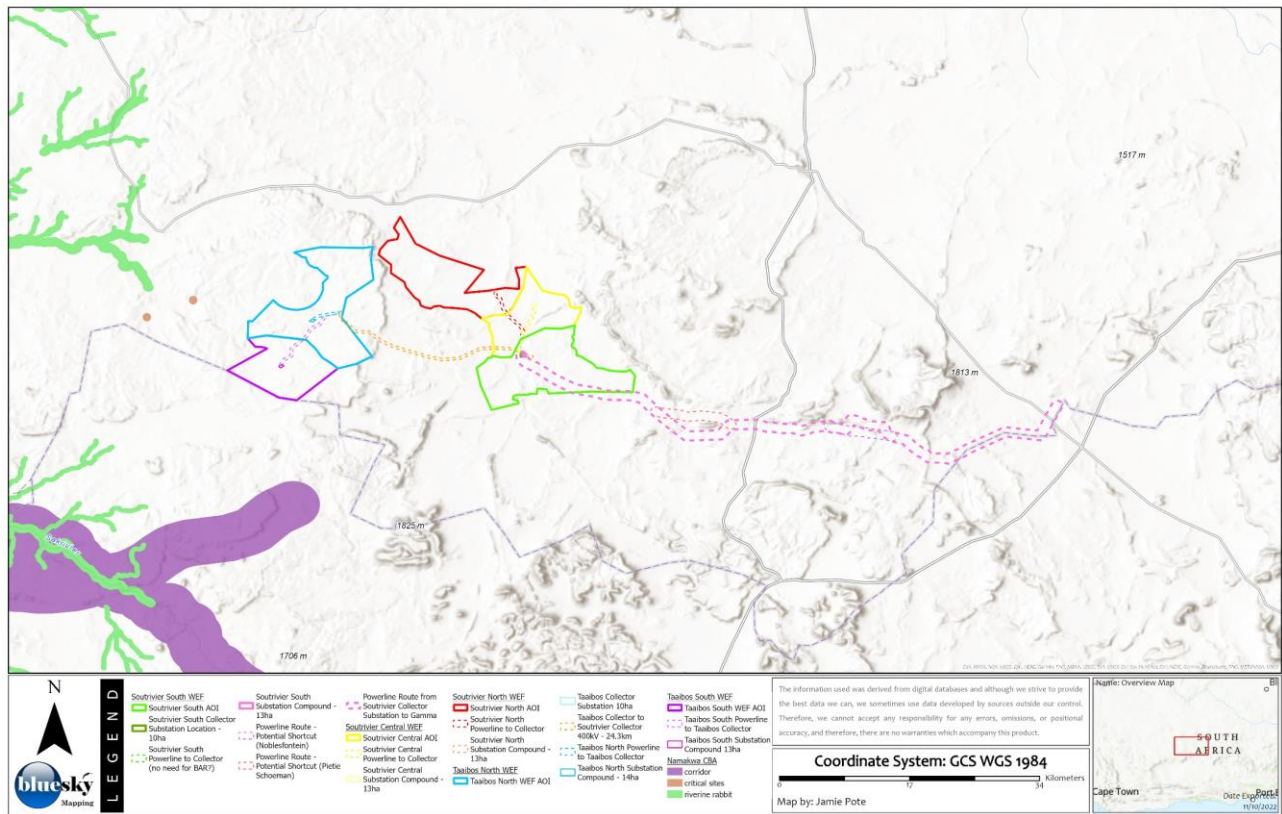 1517 m
1813 m
1825 m
1706 m
N
bluesky
Mapping
LEGEND
Soutrivier South WEF
Soutrivier South AOI
Soutrivier South Collector
Substation Location -
10ha
Soutrivier South
Powerline to Collector
(no need for BAR?)
Soutrivier South
Substation Compound -
13ha
Powerline Route -
Potential Shortcut
(Noblesfontein)
Powerline Route -
Potential Shortcut (Pietie
Schoeman)
Powerline Route from
Soutrivier Collector
Substation to Gamma
Soutrivier Central WEF
Soutrivier Central AOI
Soutrivier Central
Powerline to Collector
Soutrivier Central
Substation Compound -
13ha
Soutrivier North WEF
Soutrivier North AOI
Soutrivier North
Powerline to Collector
Soutrivier North
Substation Compound -
13ha
Taaibos North WEF
Taaibos North WEF AOI
Taaibos Collector
Substation 10ha
Taaibos Collector to
Soutrivier Collector
400kV - 24.3km
Taaibos North Powerline
to Taaibos Collector
Taaibos North Substation
Compound - 14ha
Taaibos South WEF
Taaibos South WEF AOI
Taaibos South Powerline
to Taaibos Collector
Taaibos South Substation
Compound 13ha
Namakwa CBA
corridor
critical sites
riverine rabbit
The information used was derived from digital databases and although we strive to provide
the best data we can, we sometimes use data developed by sources outside our control.
Therefore, we cannot accept any responsibility for any errors, omissions, or positional
accuracy, and therefore, there are no warranties which accompany this product.
Coordinate System: GCS WGS 1984
Kilometers
0 17 34
Map by: Jamie Pote
Name: Overview Map
Bl
SOUTH
AFRICA
Cape Town
Port E
Date Exported:
11/10/2022